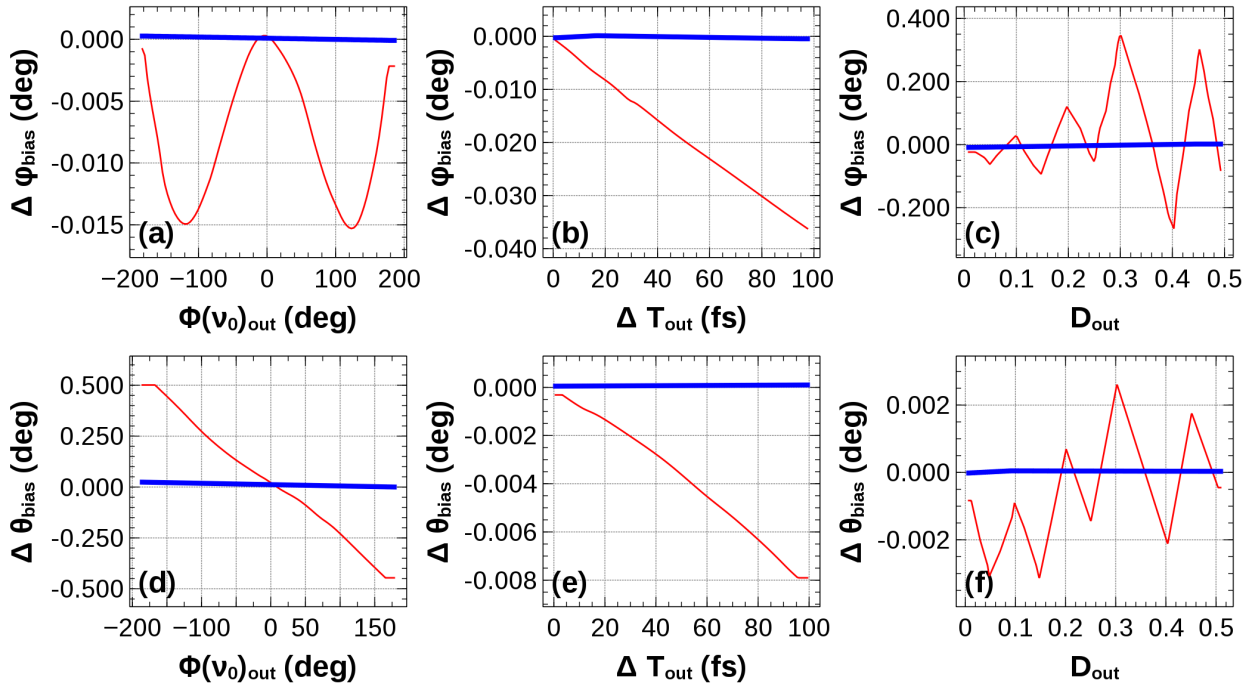 Δ φbias (deg)
0.000
-0.005
-0.010
-0.015
(a)
−200 −100 0 100 200
Φ(ν0)out (deg)
Δ φbias (deg)
0.000
-0.010
-0.020
-0.030
-0.040
(b)
0 20 40 60 80 100
Δ Tout (fs)
Δ φbias (deg)
0.400
0.200
0.000
-0.200
(c)
0 0.1 0.2 0.3 0.4 0.5
Dout
Δ θbias (deg)
0.500
0.250
0.000
-0.250
-0.500
(d)
−200 −100 0 50 150
Φ(ν0)out (deg)
Δ θbias (deg)
0.000
-0.002
-0.004
-0.006
-0.008
(e)
0 20 40 60 80 100
Δ Tout (fs)
Δ θbias (deg)
0.002
0.000
-0.002
(f)
0 0.1 0.2 0.3 0.4 0.5
Dout